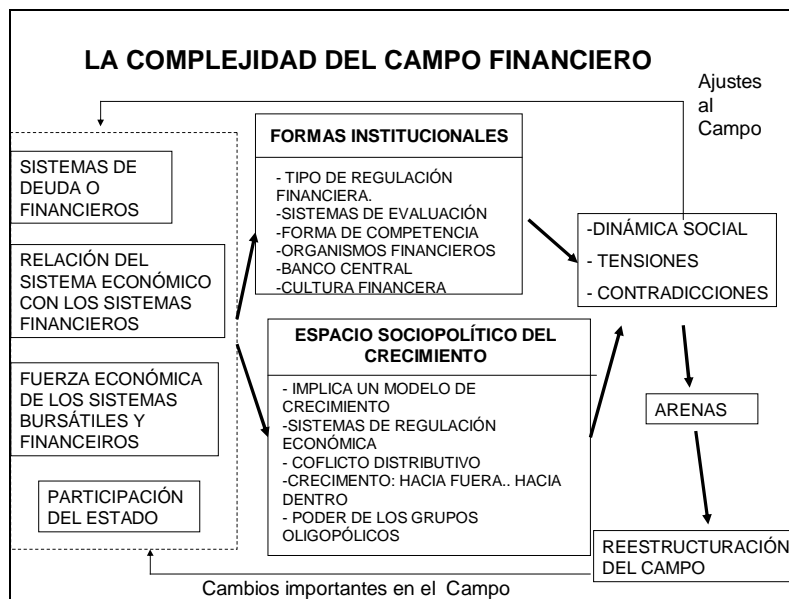 LA COMPLEJIDAD DEL CAMPO FINANCIERO
Ajustes
al
Campo
SISTEMAS DE
DEUDA O
FINANCIEROS
RELACIÓN DEL
SISTEMA ECONÓMICO
CON LOS SISTEMAS
FINANCIEROS
FUERZA ECONÓMICA
DE LOS SISTEMAS
BURSÁTILES Y
FINANCEIROS
PARTICIPACIÓN
DEL ESTADO
FORMAS INSTITUCIONALES
- TIPO DE REGULACIÓN
FINANCIERA.
-SISTEMAS DE EVALUACIÓN
-FORMA DE COMPETENCIA
-ORGANISMOS FINANCIEROS
-BANCO CENTRAL
-CULTURA FINANCERA
ESPACIO SOCIOPOLÍTICO DEL
CRECIMIENTO
- IMPLICA UN MODELO DE
CRECIMIENTO
-SISTEMAS DE REGULACIÓN
ECONÓMICA
- COFLICTO DISTRIBUTIVO
-CRECIMENTO: HACIA FUERA.. HACIA
DENTRO
- PODER DE LOS GRUPOS
OLIGOPÓLICOS
-DINÁMICA SOCIAL
- TENSIONES
- CONTRADICCIONES
ARENAS
REESTRUCTURACIÓN
DEL CAMPO
Cambios importantes en el Campo